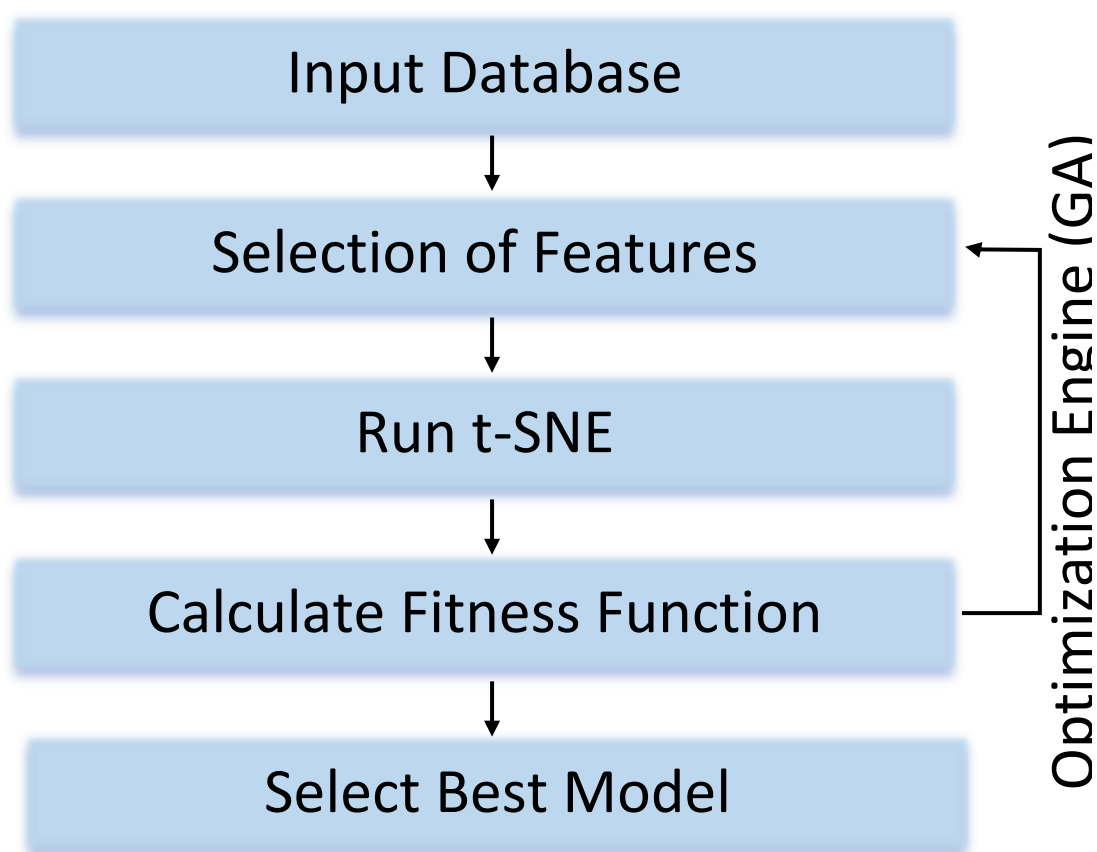 Input Database
Selection of Features
Run t-SNE
Calculate Fitness Function
Select Best Model
Optimization Engine (GA)